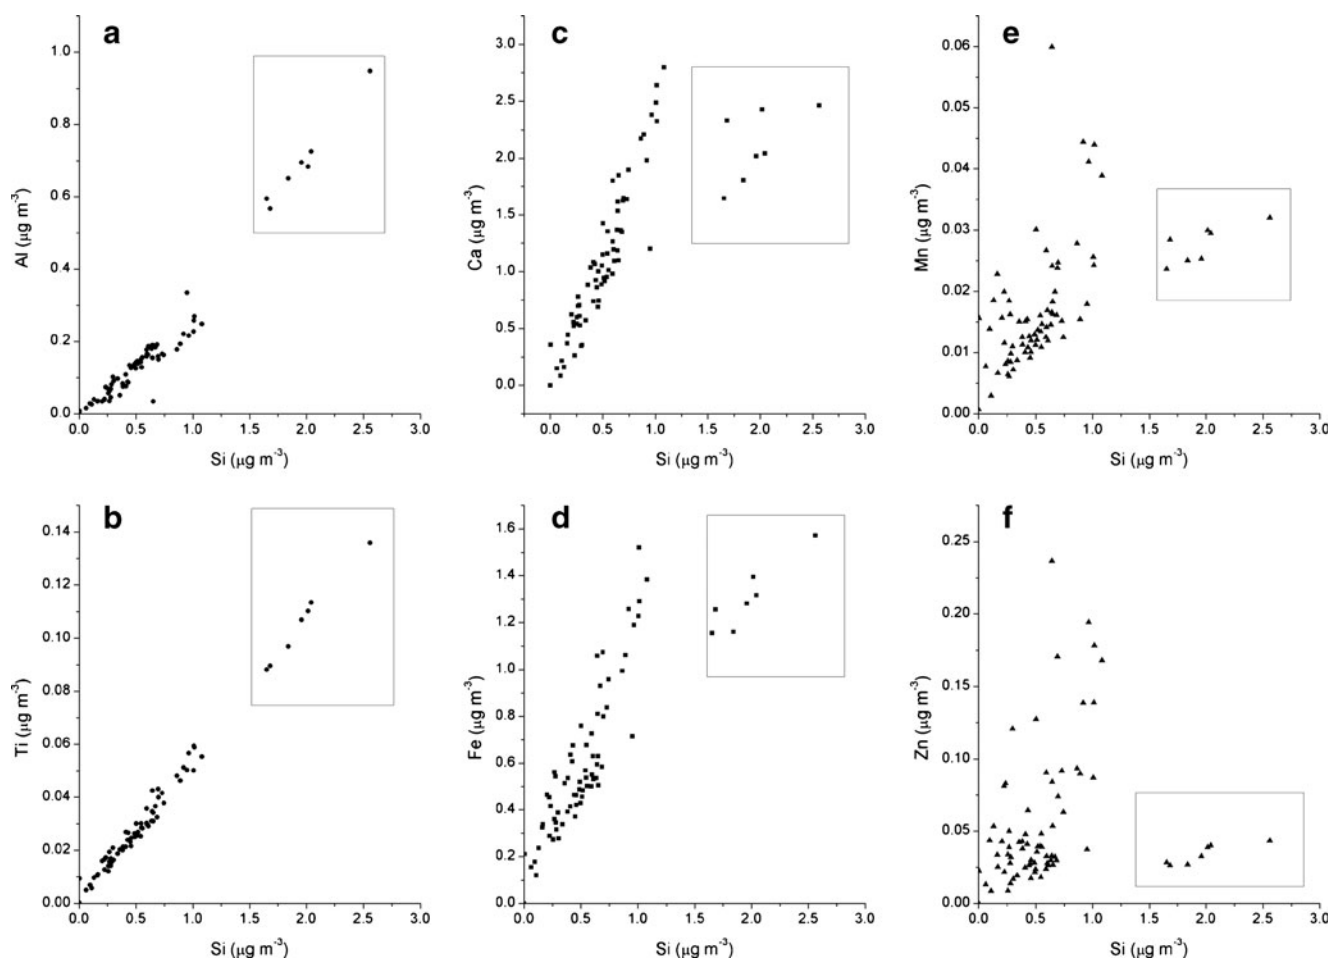 a
1.0
0.8
0.6
0.4
0.2
0.0
Al (μg m⁻³)
0.0 0.5 1.0 1.5 2.0 2.5 3.0
Si (μg m⁻³)
c
3.0
2.5
2.0
1.5
1.0
0.5
0.0
Ca (μg m⁻³)
0.0 0.5 1.0 1.5 2.0 2.5 3.0
Si (μg m⁻³)
e
0.06
0.05
0.04
0.03
0.02
0.01
0.00
Mn (μg m⁻³)
0.0 0.5 1.0 1.5 2.0 2.5 3.0
Si (μg m⁻³)
b
0.14
0.12
0.10
0.08
0.06
0.04
0.02
0.00
Ti (μg m⁻³)
0.0 0.5 1.0 1.5 2.0 2.5 3.0
Si (μg m⁻³)
d
1.6
1.4
1.2
1.0
0.8
0.6
0.4
0.2
0.0
Fe (μg m⁻³)
0.0 0.5 1.0 1.5 2.0 2.5 3.0
Si (μg m⁻³)
f
0.25
0.20
0.15
0.10
0.05
0.00
Zn (μg m⁻³)
0.0 0.5 1.0 1.5 2.0 2.5 3.0
Si (μg m⁻³)